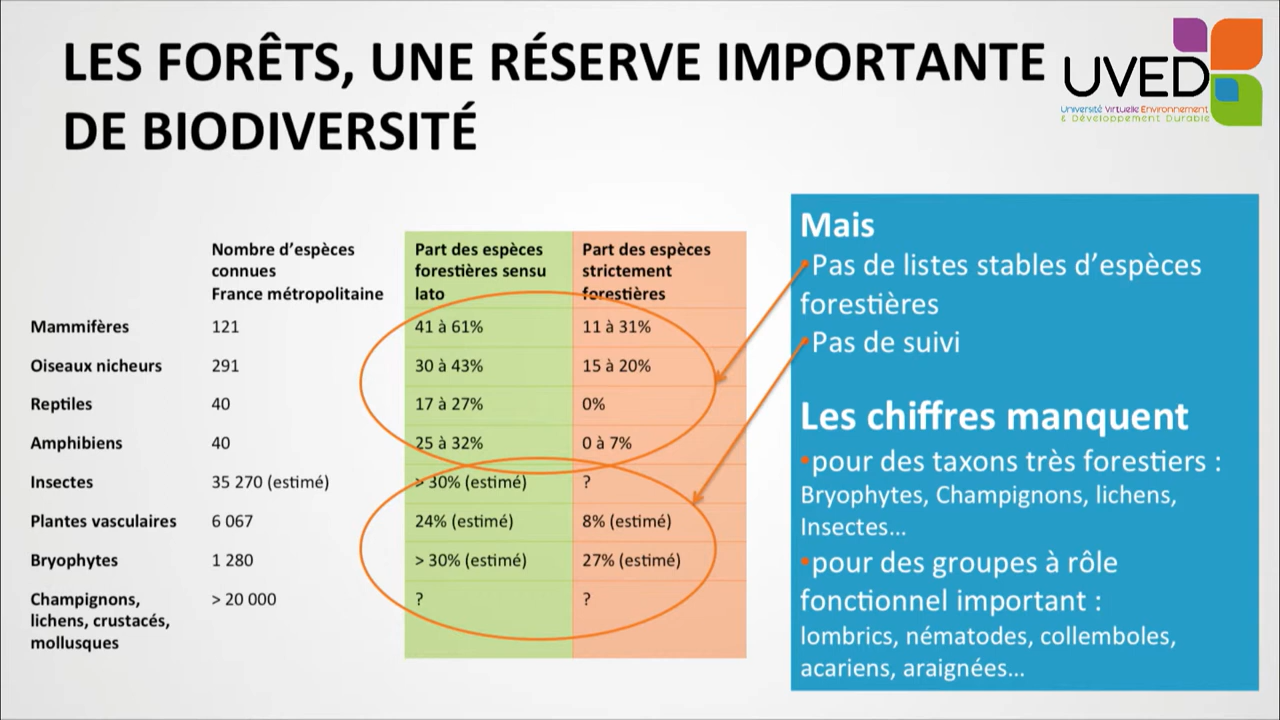 LES FORÊTS, UNE RÉSERVE IMPORTANTE
DE BIODIVERSITÉ
UVED
Université Virtuelle Environnement
& Développement Durable
Nombre d’espèces
connues
France métropolitaine
Part des espèces
forestières sensu
lato
Part des espèces
strictement
forestières
Mammifères 121 41 à 61% 11 à 31%
Oiseaux nicheurs 291 30 à 43% 15 à 20%
Reptiles 40 17 à 27% 0%
Amphibiens 40 25 à 32% 0 à 7%
Insectes 35 270 (estimé) > 30% (estimé) ?
Plantes vasculaires 6 067 24% (estimé) 8% (estimé)
Bryophytes 1 280 > 30% (estimé) 27% (estimé)
Champignons, > 20 000 ? ?
lichens, crustacés,
mollusques
Mais
•Pas de listes stables d’espèces
forestières
•Pas de suivi
Les chiffres manquent
•pour des taxons très forestiers :
Bryophytes, Champignons, lichens,
Insectes…
•pour des groupes à rôle
fonctionnel important :
lombrics, nématodes, collemboles,
acariens, araignées…